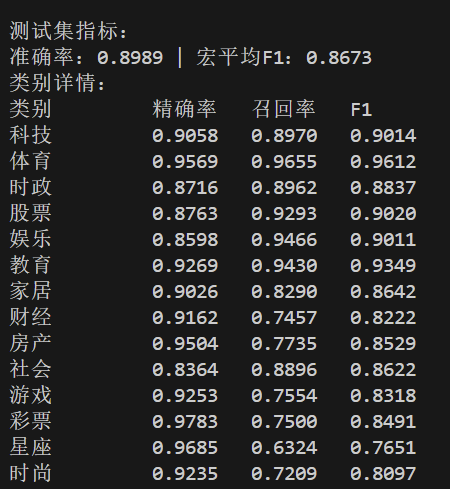 测试集指标：
准确率：0.8989 | 宏平均F1：0.8673
类别详情：
类别 精确率 召回率 F1
科技 0.9058 0.8970 0.9014
体育 0.9569 0.9655 0.9612
时政 0.8716 0.8962 0.8837
股票 0.8763 0.9293 0.9020
娱乐 0.8598 0.9466 0.9011
教育 0.9269 0.9430 0.9349
家居 0.9026 0.8290 0.8642
财经 0.9162 0.7457 0.8222
房产 0.9504 0.7735 0.8529
社会 0.8364 0.8896 0.8622
游戏 0.9253 0.7554 0.8318
彩票 0.9783 0.7500 0.8491
星座 0.9685 0.6324 0.7651
时尚 0.9235 0.7209 0.8097